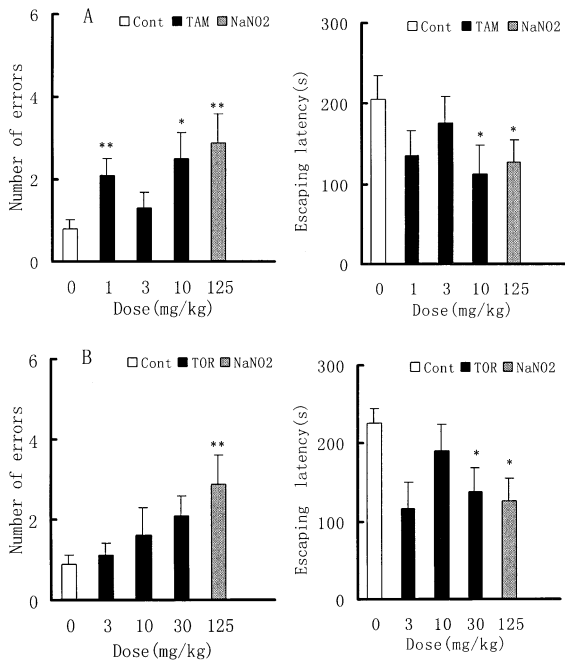 A
Cont TAM NaNO2
Number of errors
6
4
2
0
** * **
0 1 3 10 125
Dose(mg/kg)
Cont TAM NaNO2
Escaping latency(s)
300
200
100
0
* *
0 1 3 10 125
Dose(mg/kg)
B
Cont TOR NaNO2
Number of errors
6
4
2
0
**
0 3 10 30 125
Dose(mg/kg)
Cont TOR NaNO2
Escaping latency(s)
300
200
100
0
* *
0 3 10 30 125
Dose(mg/kg)